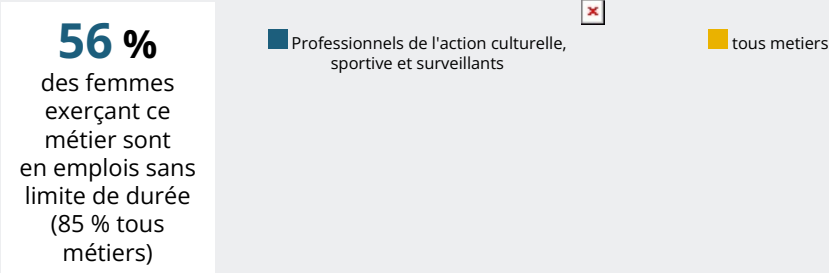 56 %
des femmes
exerçant ce
métier sont
en emplois sans
limite de durée
(85 % tous
métiers)
Professionnels de l'action culturelle,
sportive et surveillants
tous metiers